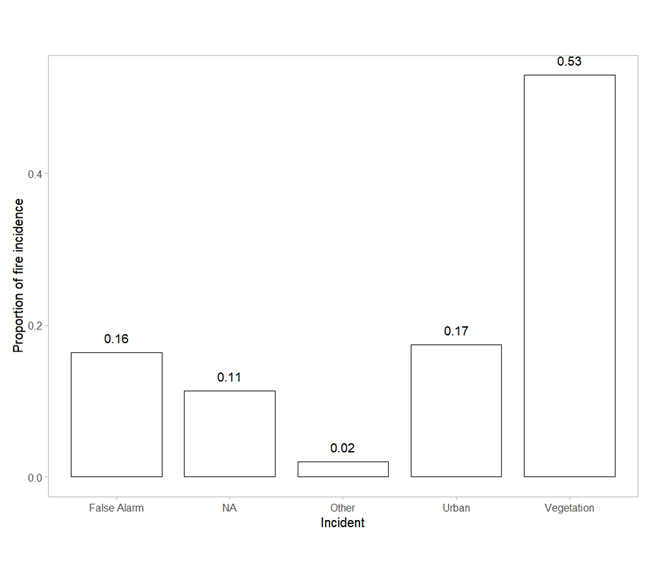 0.53
0.4
Proportion of fire incidence
0.2
0.17
0.16
0.11
0.02
0.0
False Alarm NA Other Urban Vegetation
Incident